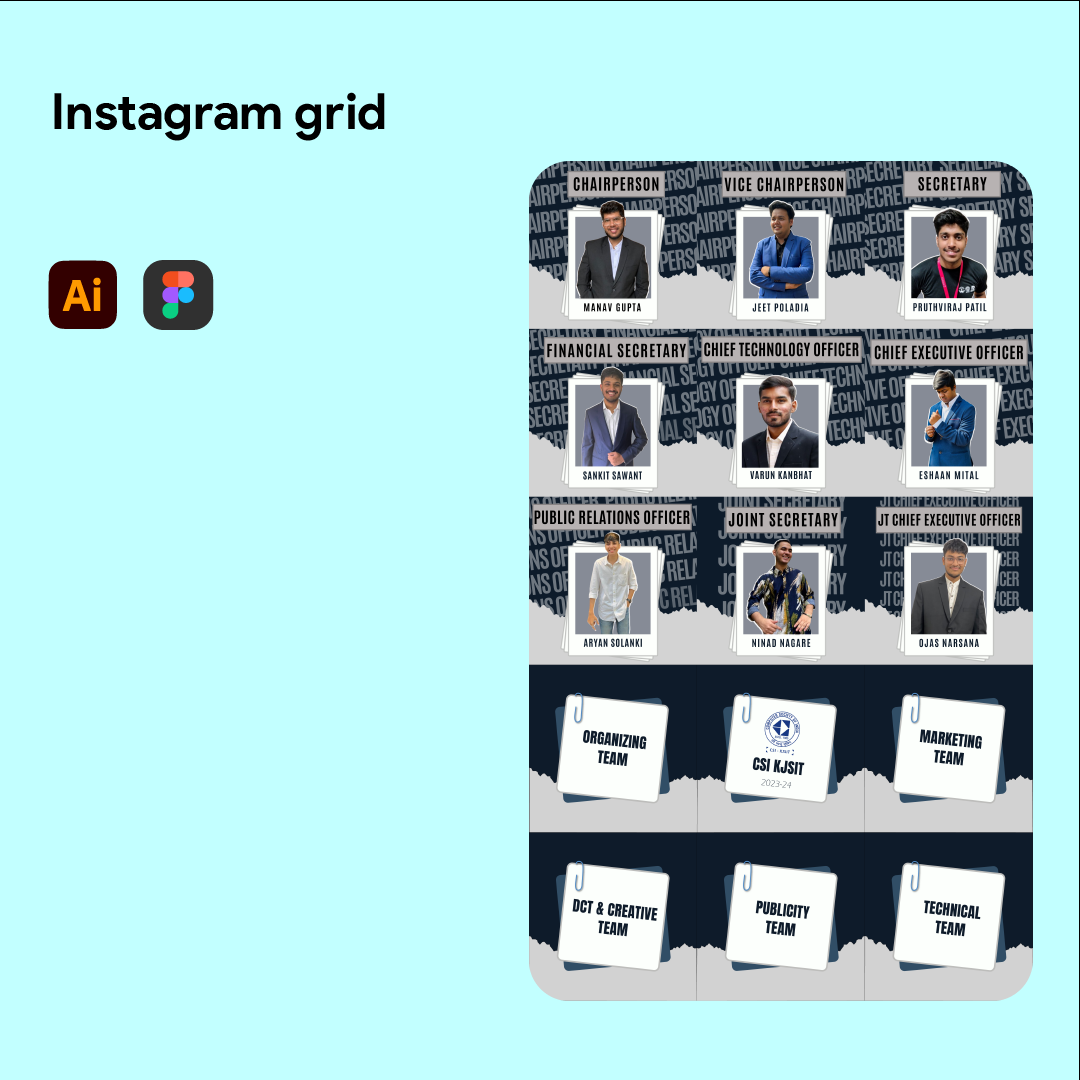 Instagram grid
Ai
CHAIRPERSON
MANAV GUPTA
VICE CHAIRPERSON
JEET POLADIA
SECRETARY
PRUTHVIRAJ PATIL
FINANCIAL SECRETARY
SANKIT SAWANT
CHIEF TECHNOLOGY OFFICER
VARUN KANBHAT
CHIEF EXECUTIVE OFFICER
ESHAAN MITAL
PUBLIC RELATIONS OFFICER
ARYAN SOLANKI
JOINT SECRETARY
NINAD NAGARE
JT CHIEF EXECUTIVE OFFICER
OJAS NARSANA
ORGANIZING
TEAM
CSI - KJSIT
CSI KJSIT
2023-24
MARKETING
TEAM
DCT & CREATIVE
TEAM
PUBLICITY
TEAM
TECHNICAL
TEAM